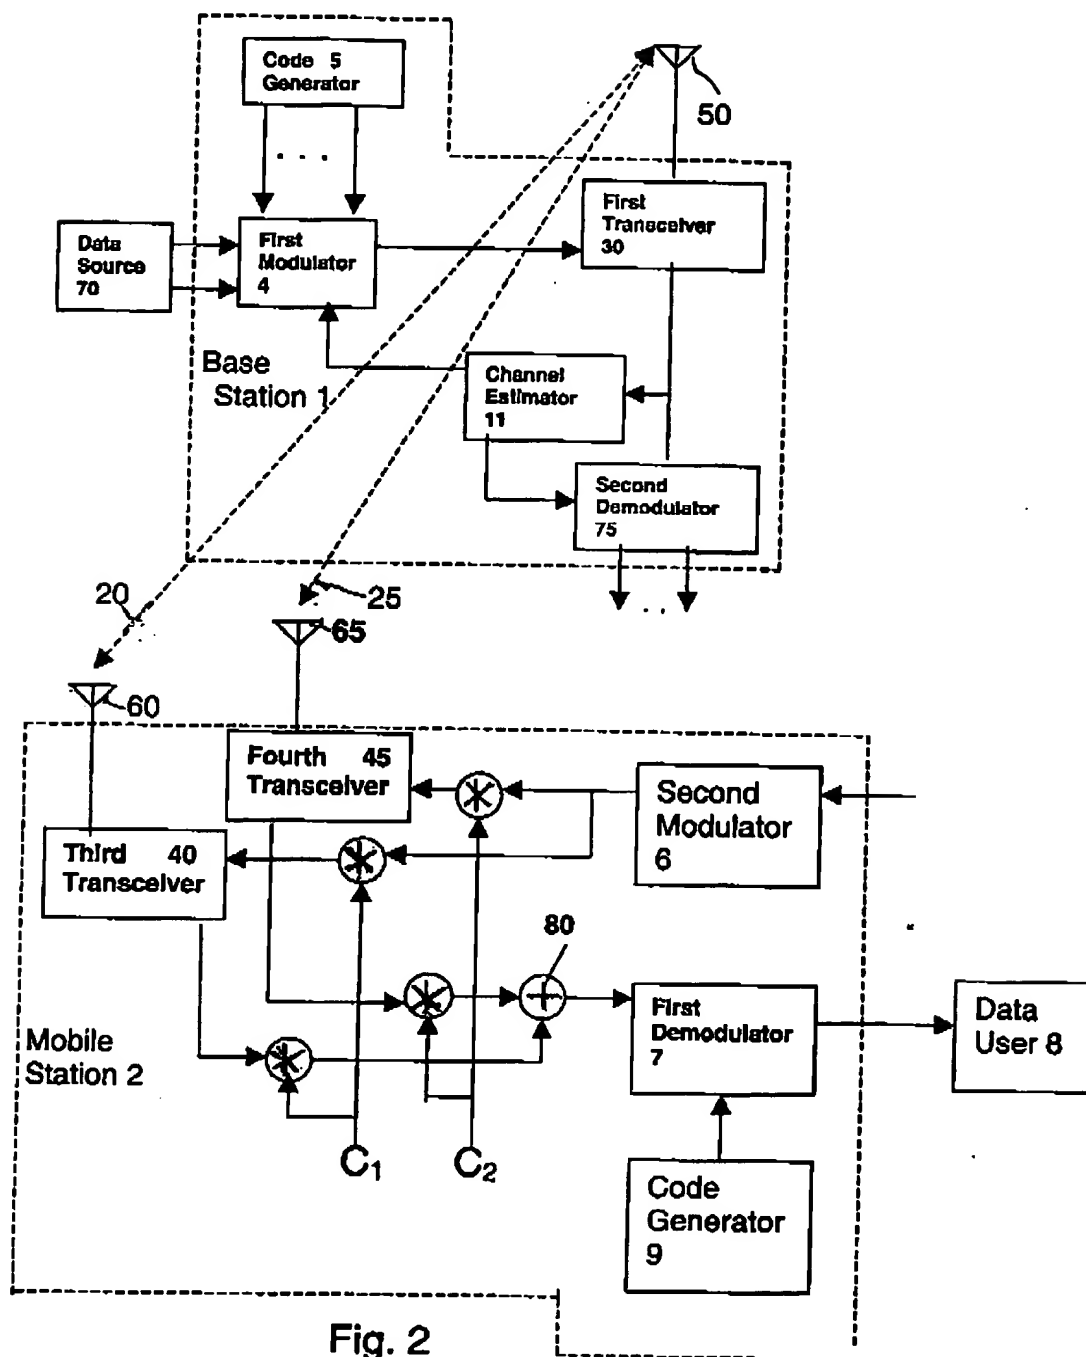 Code 5
Generator
50
First
Transceiver
30
Data
Source
70
First
Modulator
4
Base
Station 1
Channel
Estimator
11
Second
Demodulator
75
20
25
65
60
Fourth 45
Transceiver
Second
Modulator
6
Third 40
Transceiver
80
First
Demodulator
7
Data
User 8
Mobile
Station 2
C1
C2
Code
Generator
9
Fig. 2